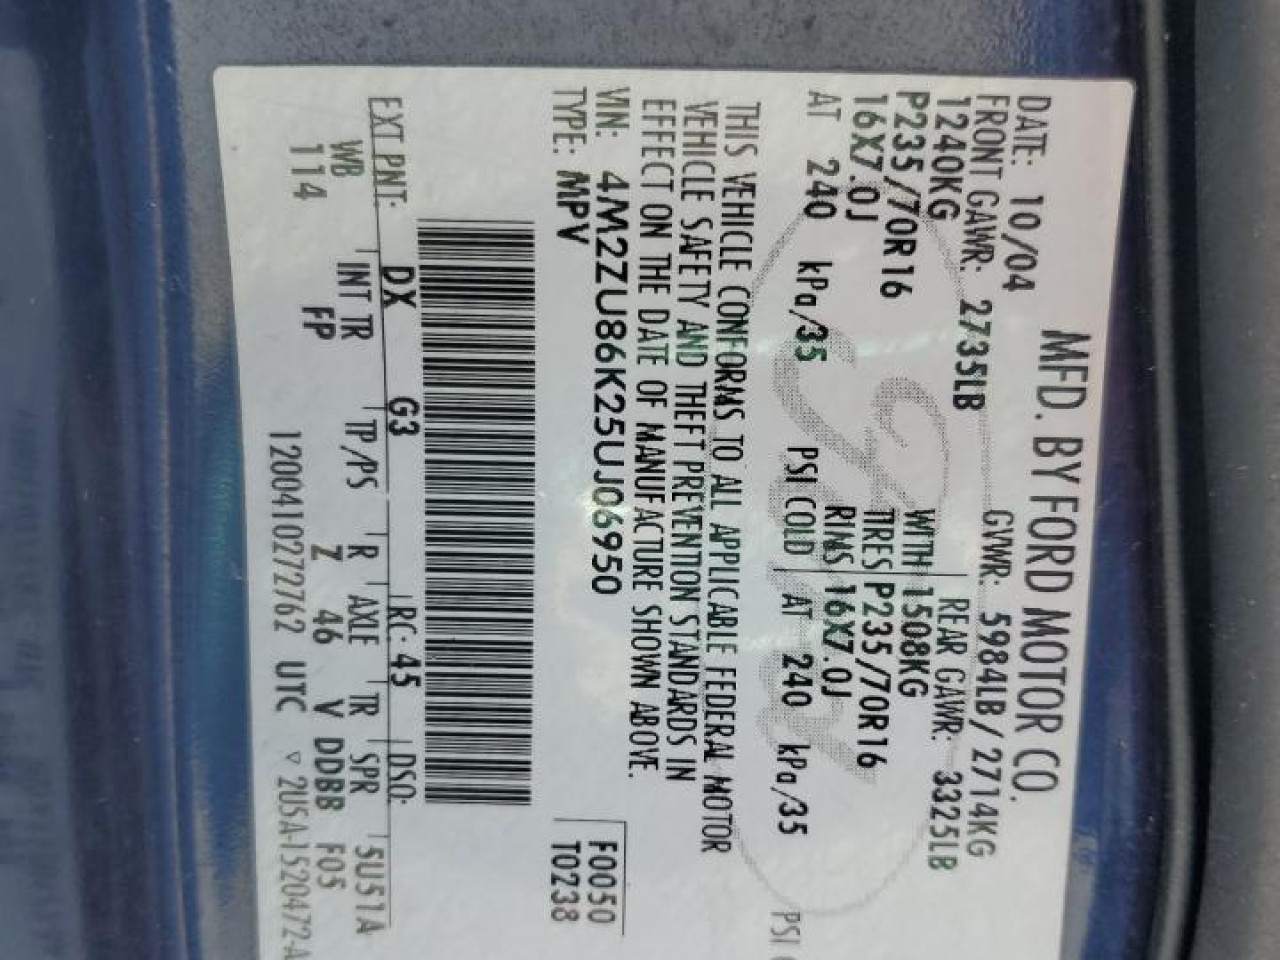 MFD. BY FORD MOTOR CO.
DATE: 10/04 GVWR: 5984LB/2714KG
FRONT GAWR: 2735LB REAR GAWR: 3325LB
1240KG WITH 1508KG
P235/70R16 TIRES P235/70R16
16X7.0J RIMS 16X7.0J
AT 240 kPa/35 PSI COLD AT 240 kPa/35 PSI
THIS VEHICLE CONFORMS TO ALL APPLICABLE FEDERAL MOTOR
VEHICLE SAFETY AND THEFT PREVENTION STANDARDS IN
EFFECT ON THE DATE OF MANUFACTURE SHOWN ABOVE.
VIN: 4M2ZU86K25UJ06950 F0050
TYPE: MPV T0238
EXT PNT: DX G3 RC: 45 DSO:
WB INT TR TP/PS R AXLE TR SPR 5U51A
114 FP Z 46 V DDBB F05
1200410272762 UTC ▽ 2U5A-1520472-A